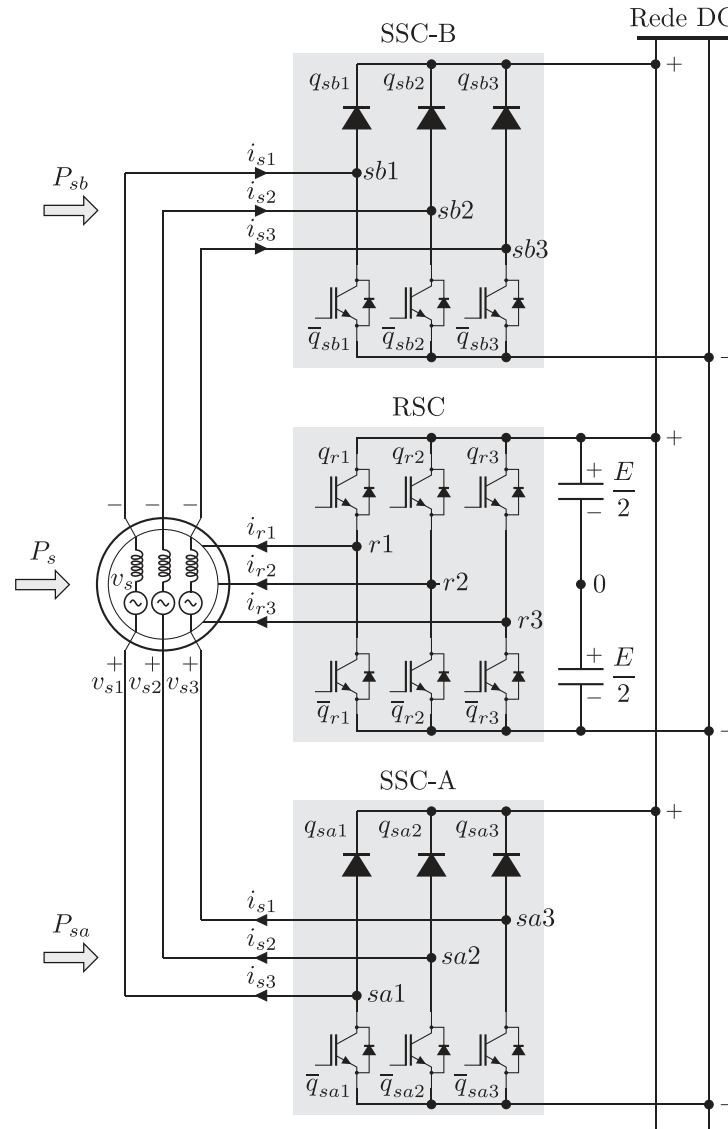 Rede DC
SSC-B
+
q_{sb1} q_{sb2} q_{sb3}
i_{s1}
sb1
P_{sb}
i_{s2}
sb2
i_{s3}
sb3
\overline{q}_{sb1} \overline{q}_{sb2} \overline{q}_{sb3}
−
RSC
+
q_{r1} q_{r2} q_{r3}
+ E/2
−
− − −
P_s
i_{r1}
r1
v_s
i_{r2}
r2
0
i_{r3}
r3
+ + +
v_{s1} v_{s2} v_{s3}
+ E/2
−
\overline{q}_{r1} \overline{q}_{r2} \overline{q}_{r3}
−
SSC-A
+
q_{sa1} q_{sa2} q_{sa3}
i_{s1}
sa3
P_{sa}
i_{s2}
sa2
i_{s3}
sa1
\overline{q}_{sa1} \overline{q}_{sa2} \overline{q}_{sa3}
−